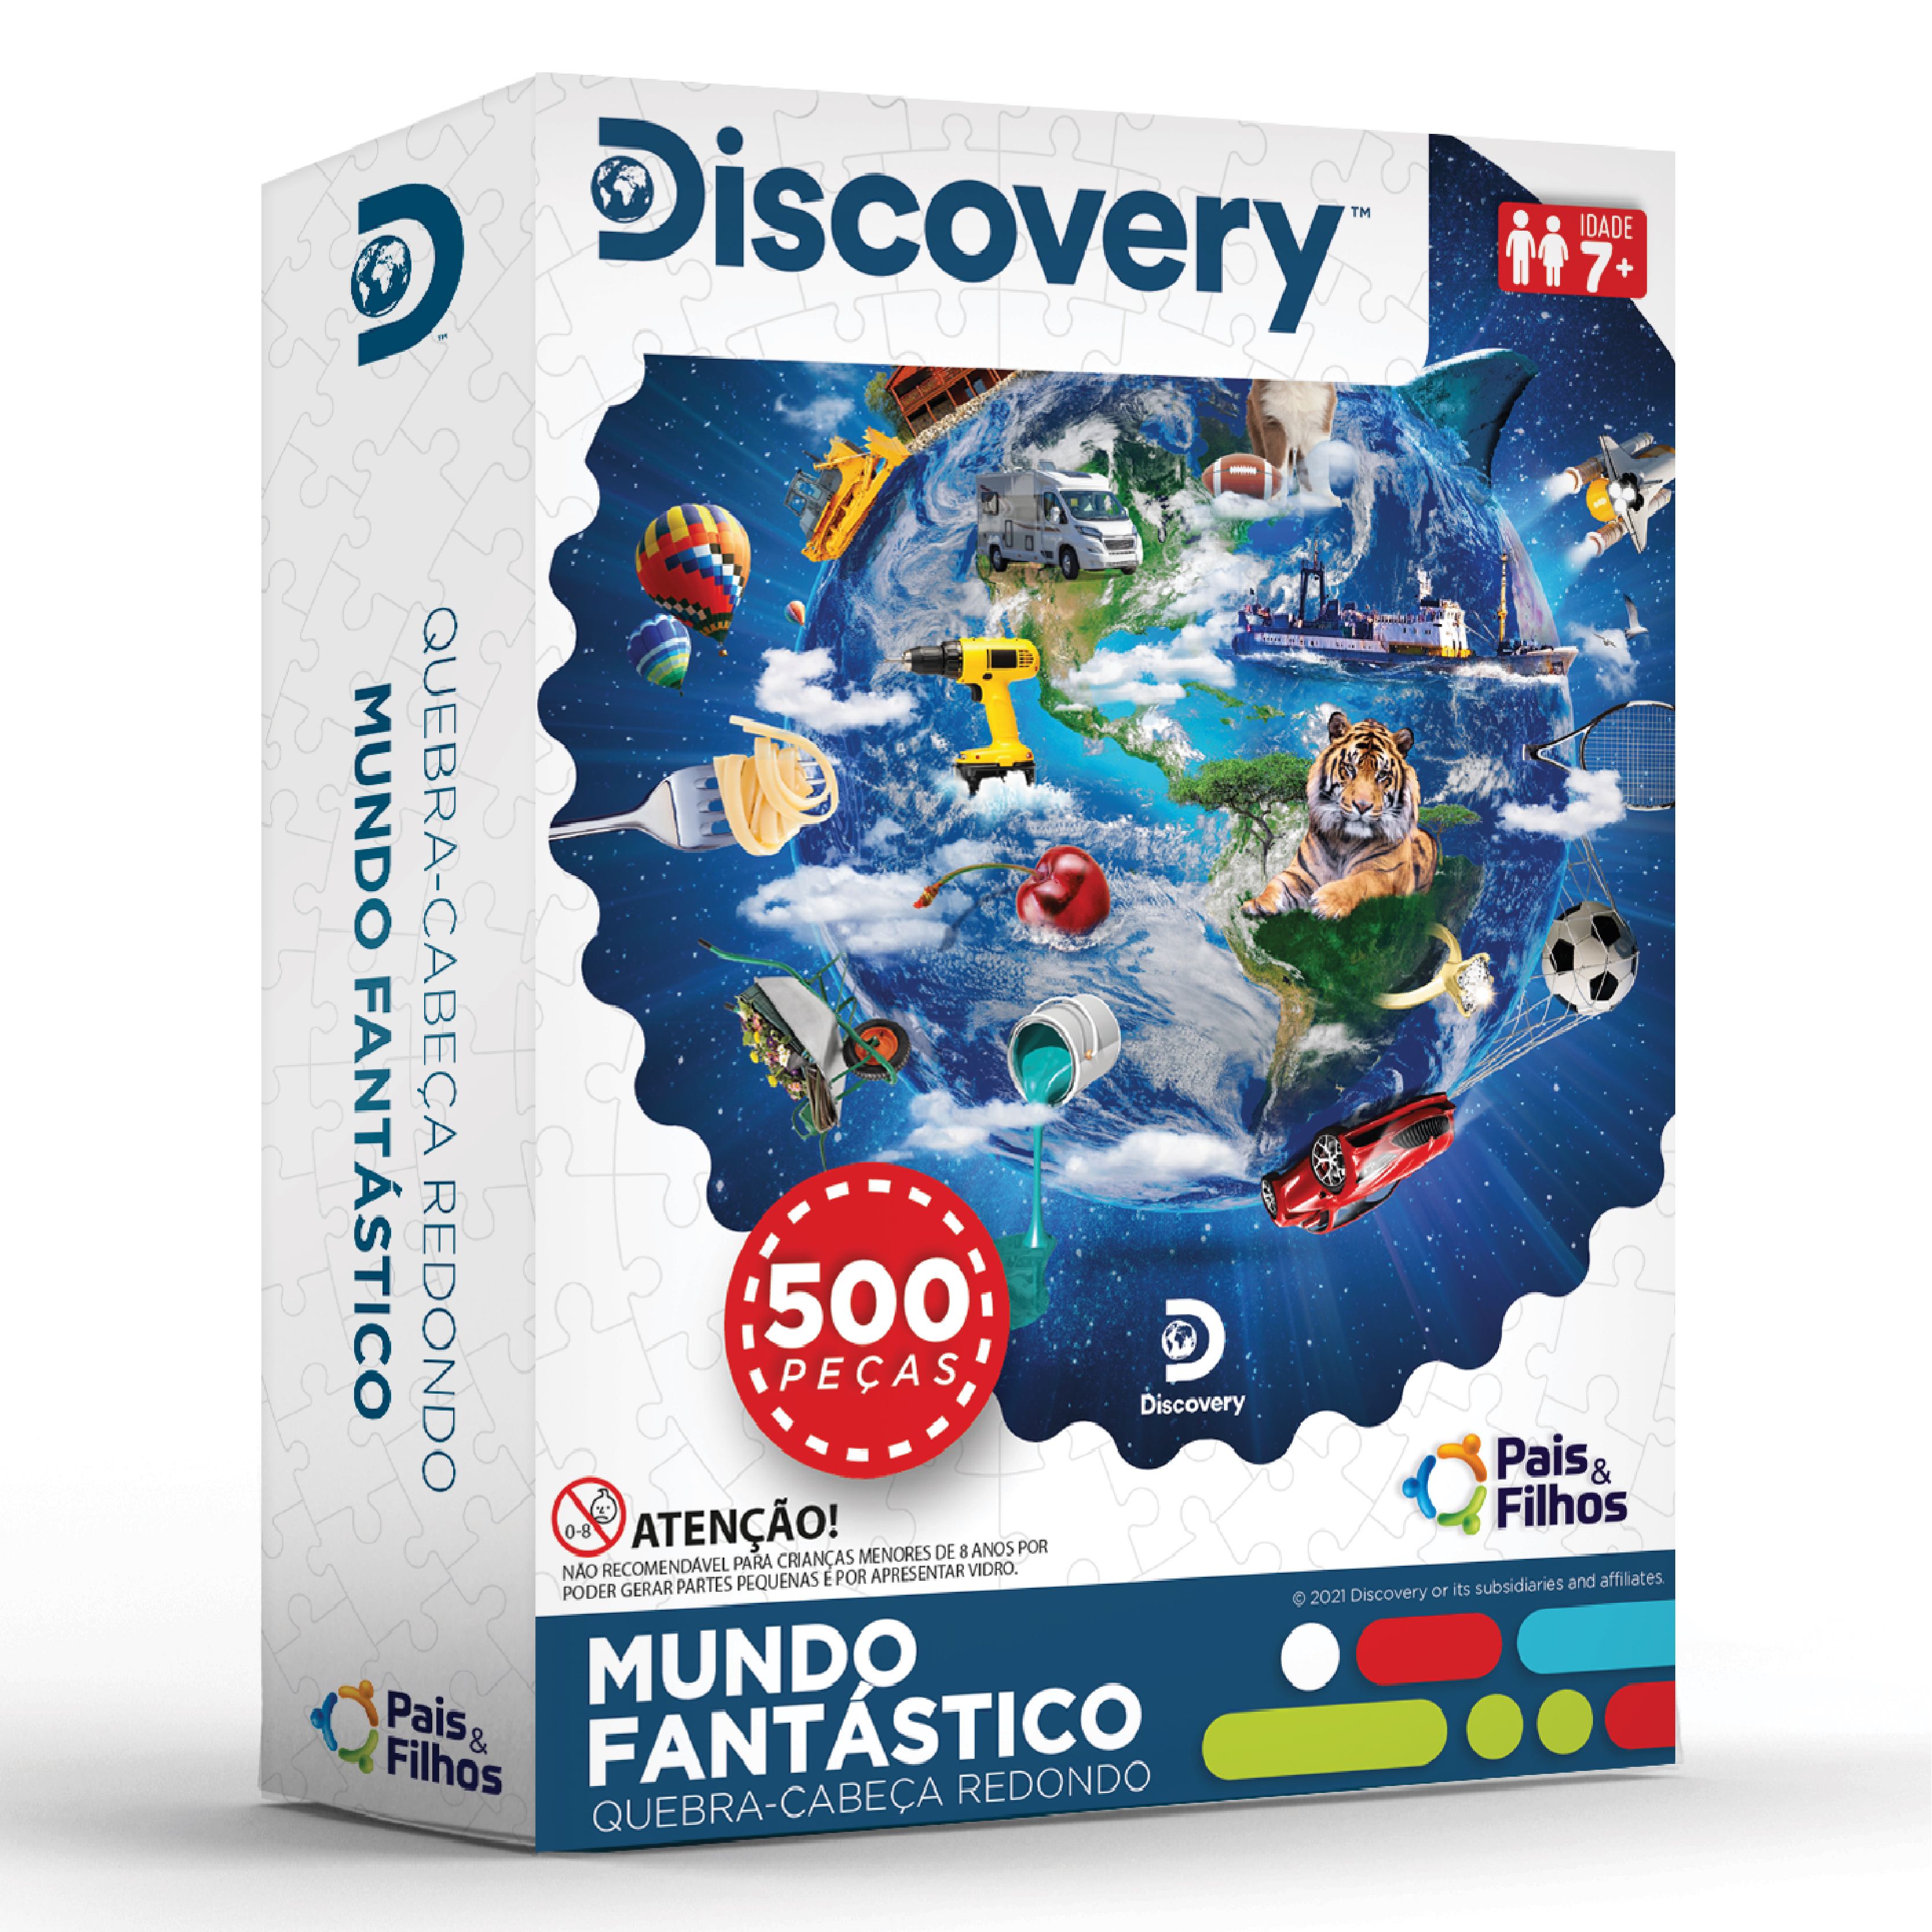 Discovery™
IDADE
7+
D™
QUEBRA-CABEÇA REDONDO
MUNDO FANTÁSTICO
500
PEÇAS
Discovery
Pais &
Filhos
0-8
ATENÇÃO!
NÃO RECOMENDÁVEL PARA CRIANÇAS MENORES DE 8 ANOS POR
PODER GERAR PARTES PEQUENAS E POR APRESENTAR VIDRO.
© 2021 Discovery or its subsidiaries and affiliates.
MUNDO
FANTÁSTICO
QUEBRA-CABEÇA REDONDO
Pais &
Filhos